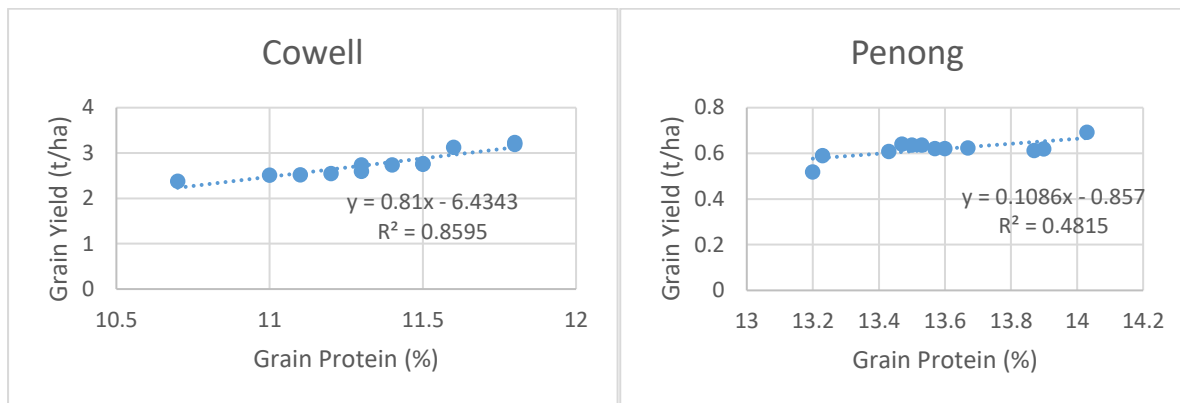 Cowell
Grain Yield (t/ha)
4
3
2
1
0
y = 0.81x - 6.4343
R² = 0.8595
10.5 11 11.5 12
Grain Protein (%)
Penong
Grain Yield (t/ha)
0.8
0.6
0.4
0.2
0
y = 0.1086x - 0.857
R² = 0.4815
13 13.2 13.4 13.6 13.8 14 14.2
Grain Protein (%)